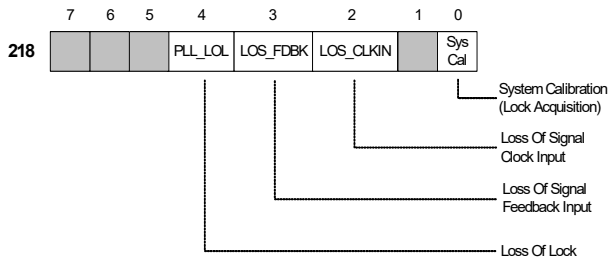 7 6 5 4 3 2 1 0
218 PLL_LOL LOS_FDBK LOS_CLKIN Sys
Cal
System Calibration
(Lock Acquisition)
Loss Of Signal
Clock Input
Loss Of Signal
Feedback Input
Loss Of Lock